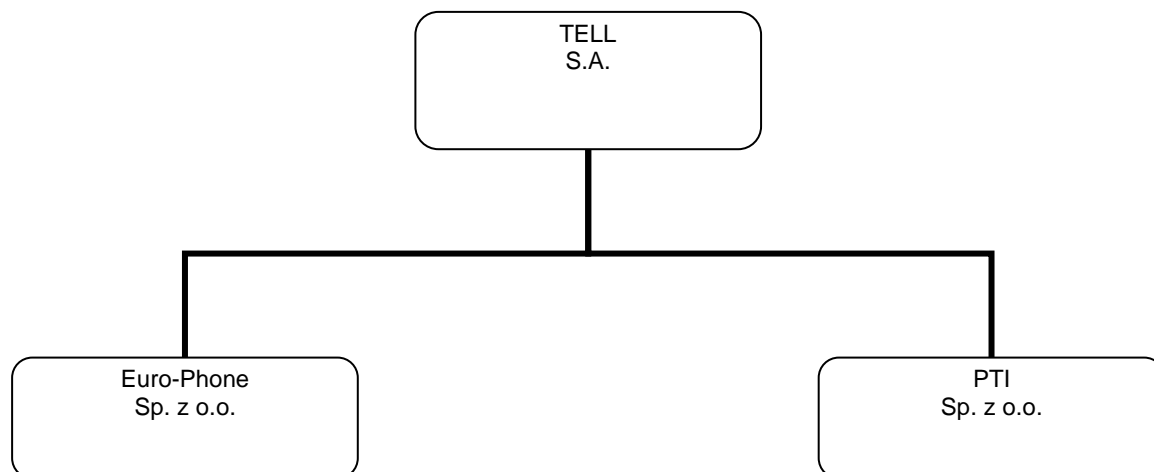 TELL
S.A.
Euro-Phone
Sp. z o.o.
PTI
Sp. z o.o.